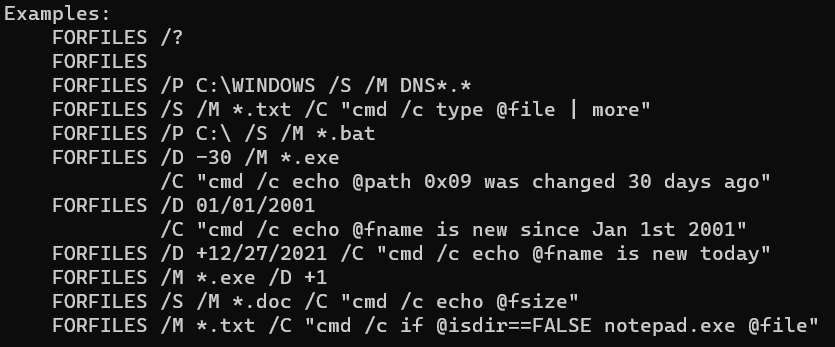 Examples:
    FORFILES /?
    FORFILES
    FORFILES /P C:\WINDOWS /S /M DNS*.*
    FORFILES /S /M *.txt /C "cmd /c type @file | more"
    FORFILES /P C:\ /S /M *.bat
    FORFILES /D -30 /M *.exe
             /C "cmd /c echo @path 0x09 was changed 30 days ago"
    FORFILES /D 01/01/2001
             /C "cmd /c echo @fname is new since Jan 1st 2001"
    FORFILES /D +12/27/2021 /C "cmd /c echo @fname is new today"
    FORFILES /M *.exe /D +1
    FORFILES /S /M *.doc /C "cmd /c echo @fsize"
    FORFILES /M *.txt /C "cmd /c if @isdir==FALSE notepad.exe @file"